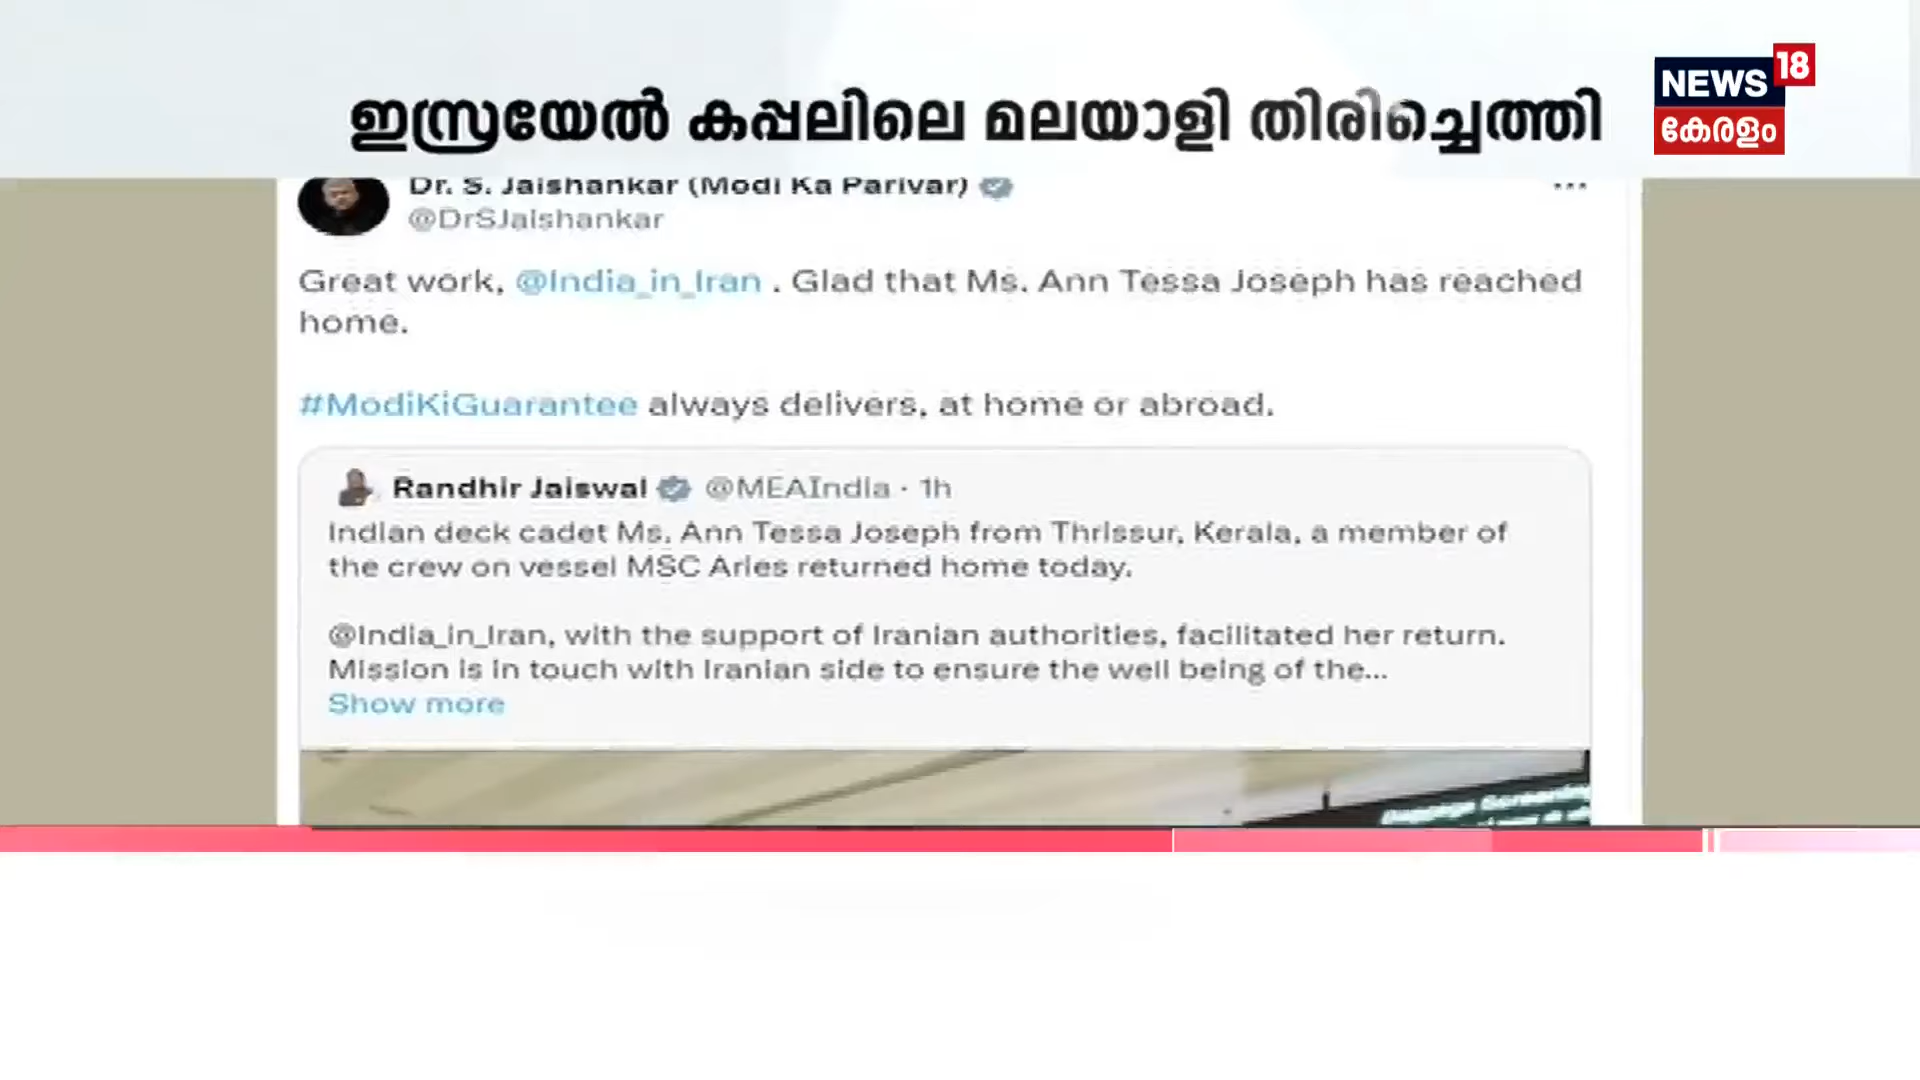 ഇസ്രയേൽ കപ്പലിലെ മലയാളി തിരിച്ചെത്തി
NEWS 18
കേരളം
Dr. S. Jaishankar (Modi Ka Parivar)
@DrSJaishankar
Great work, @India_in_Iran . Glad that Ms. Ann Tessa Joseph has reached
home.
#ModiKiGuarantee always delivers, at home or abroad.
Randhir Jaiswal @MEAIndia · 1h
Indian deck cadet Ms. Ann Tessa Joseph from Thrissur, Kerala, a member of
the crew on vessel MSC Aries returned home today.
@India_in_Iran, with the support of Iranian authorities, facilitated her return.
Mission is in touch with Iranian side to ensure the well being of the...
Show more